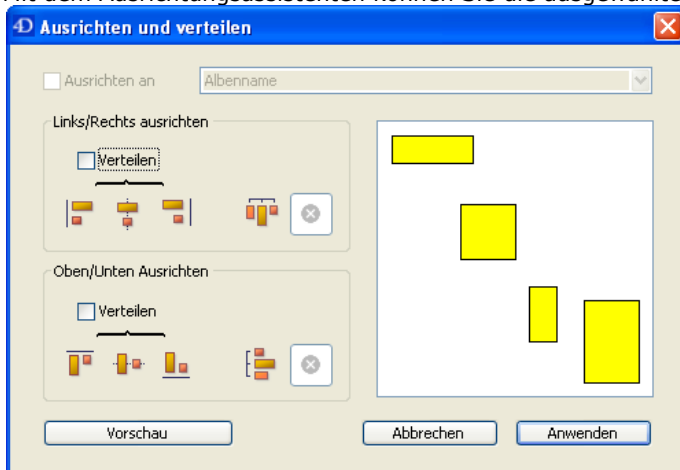 Mit dem Ausrichtungsassistenten können Sie die ausgewählte
4D Ausrichten und verteilen
Ausrichten an
Albenname
Links/Rechts ausrichten
Verteilen
Oben/Unten Ausrichten
Verteilen
Vorschau
Abbrechen
Anwenden